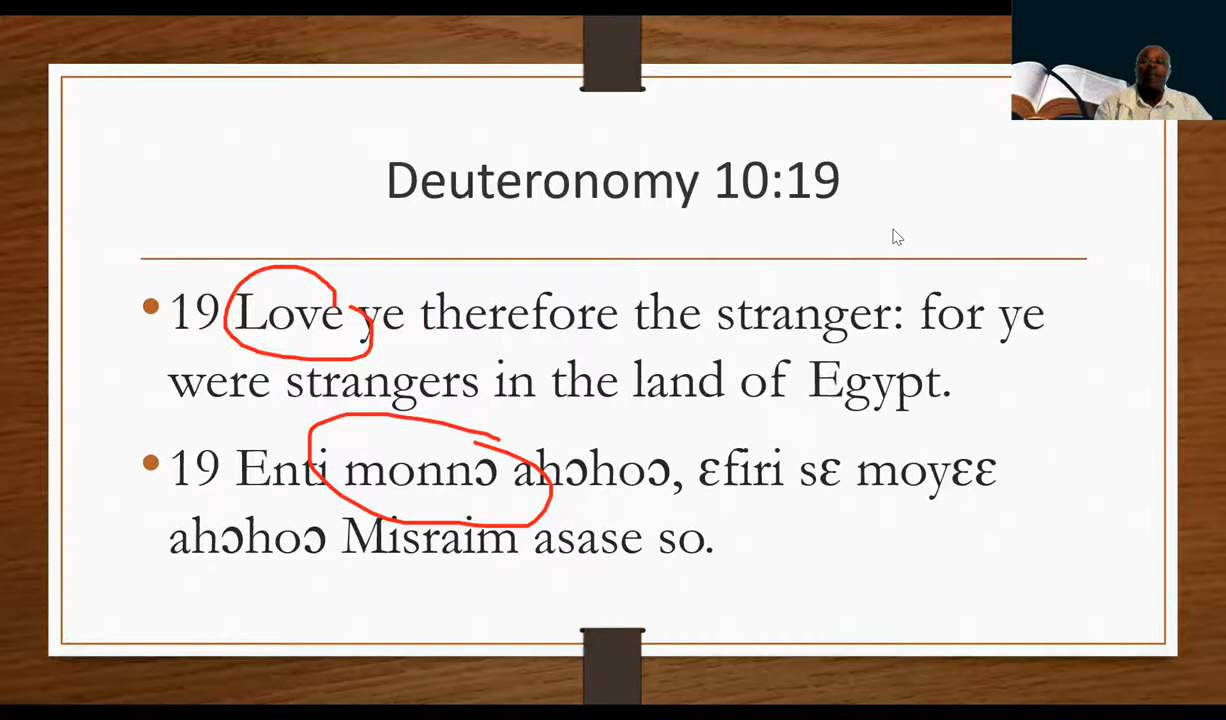 Deuteronomy 10:19
• 19 Love ye therefore the stranger: for ye
were strangers in the land of Egypt.
• 19 Enti monnɔ ahɔhoɔ, ɛfiri sɛ moyɛɛ
ahɔhoɔ Misraim asase so.